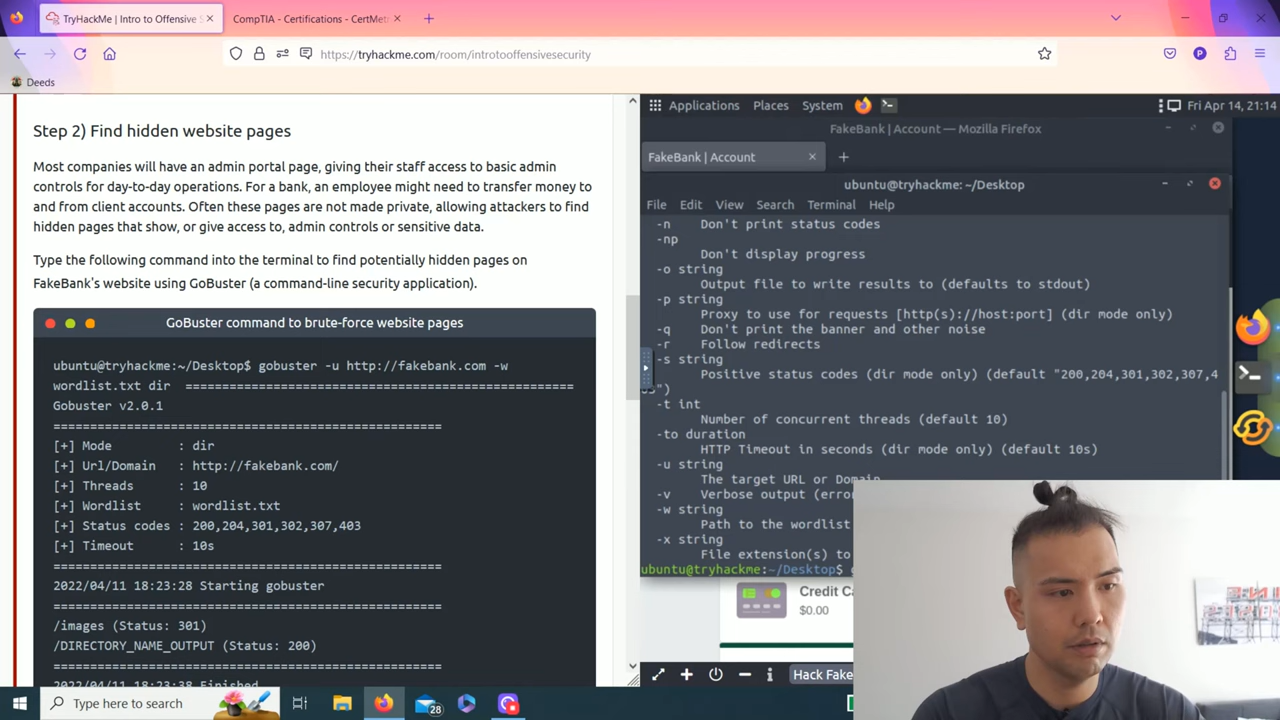 TryHackMe | Intro to Offensive S
CompTIA - Certifications - CertMet
https://tryhackme.com/room/introtooffensivesecurity
P
Deeds
Step 2) Find hidden website pages
Most companies will have an admin portal page, giving their staff access to basic admin
controls for day-to-day operations. For a bank, an employee might need to transfer money to
and from client accounts. Often these pages are not made private, allowing attackers to find
hidden pages that show, or give access to, admin controls or sensitive data.
Type the following command into the terminal to find potentially hidden pages on
FakeBank's website using GoBuster (a command-line security application).
GoBuster command to brute-force website pages
ubuntu@tryhackme:~/Desktop$ gobuster -u http://fakebank.com -w
wordlist.txt dir =====================================================
Gobuster v2.0.1
=====================================================
[+] Mode         : dir
[+] Url/Domain   : http://fakebank.com/
[+] Threads      : 10
[+] Wordlist     : wordlist.txt
[+] Status codes : 200,204,301,302,307,403
[+] Timeout      : 10s
=====================================================
2022/04/11 18:23:28 Starting gobuster
=====================================================
/images (Status: 301)
/DIRECTORY_NAME_OUTPUT (Status: 200)
=====================================================
2022/04/11 18:23:38 Finished
Applications Places System
Fri Apr 14, 21:14
FakeBank | Account — Mozilla Firefox
FakeBank | Account
ubuntu@tryhackme: ~/Desktop
File Edit View Search Terminal Help
-n Don't print status codes
-np
Don't display progress
-o string
Output file to write results to (defaults to stdout)
-p string
Proxy to use for requests [http(s)://host:port] (dir mode only)
-q Don't print the banner and other noise
-r Follow redirects
-s string
Positive status codes (dir mode only) (default "200,204,301,302,307,4
")
-t int
Number of concurrent threads (default 10)
-to duration
HTTP Timeout in seconds (dir mode only) (default 10s)
-u string
The target URL or Domain
-v Verbose output (erro
-w string
Path to the wordlist
-x string
File extension(s) to
ubuntu@tryhackme:~/Desktop$
Credit Ca
$0.00
Hack Fake
Type here to search
28